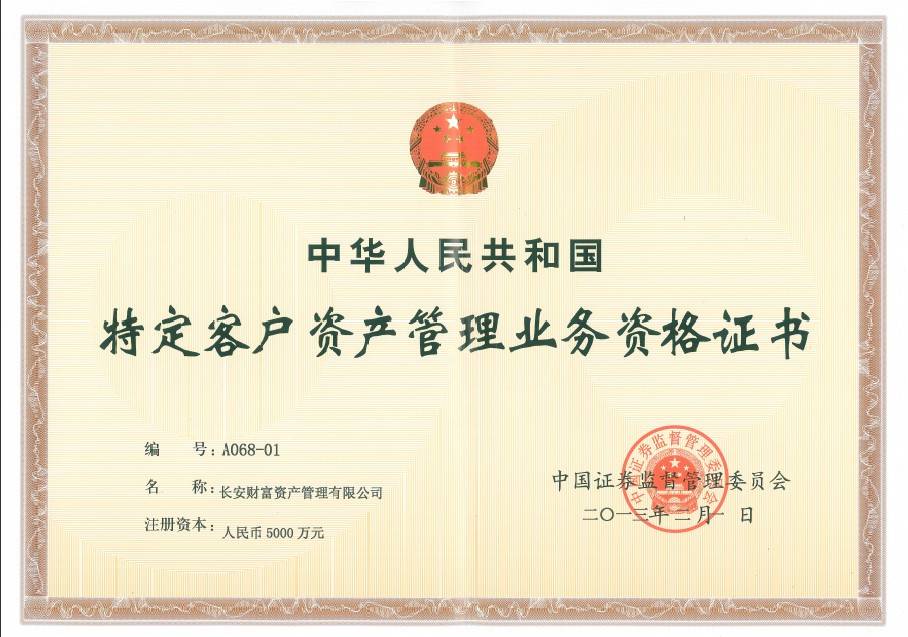 中华人民共和国
特定客户资产管理业务资格证书
编 号：A068-01
名 称：长安财富资产管理有限公司
注册资本：人民币5000万元
中国证券监督管理委员会
中国证券监督管理委员会
二〇一三年二月一日